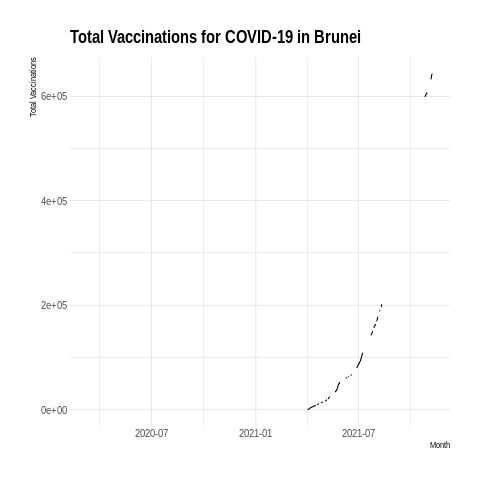 Total Vaccinations for COVID-19 in Brunei
Total Vaccinations
6e+05
4e+05
2e+05
0e+00
2020-07
2021-01
2021-07
Month